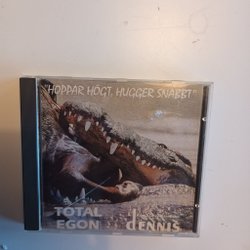 "HOPPAR HÖGT, HUGGER SNABBT"
TOTAL
EGON
dENNIS